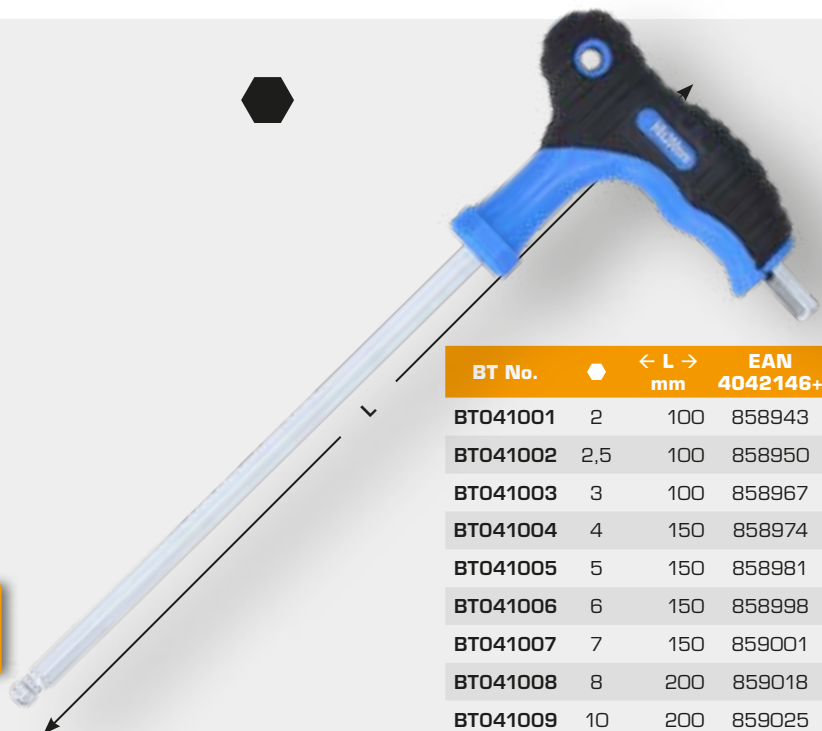 L
BT No. ← L → mm EAN 4042146+
BT041001 2 100 858943
BT041002 2,5 100 858950
BT041003 3 100 858967
BT041004 4 150 858974
BT041005 5 150 858981
BT041006 6 150 858998
BT041007 7 150 859001
BT041008 8 200 859018
BT041009 10 200 859025